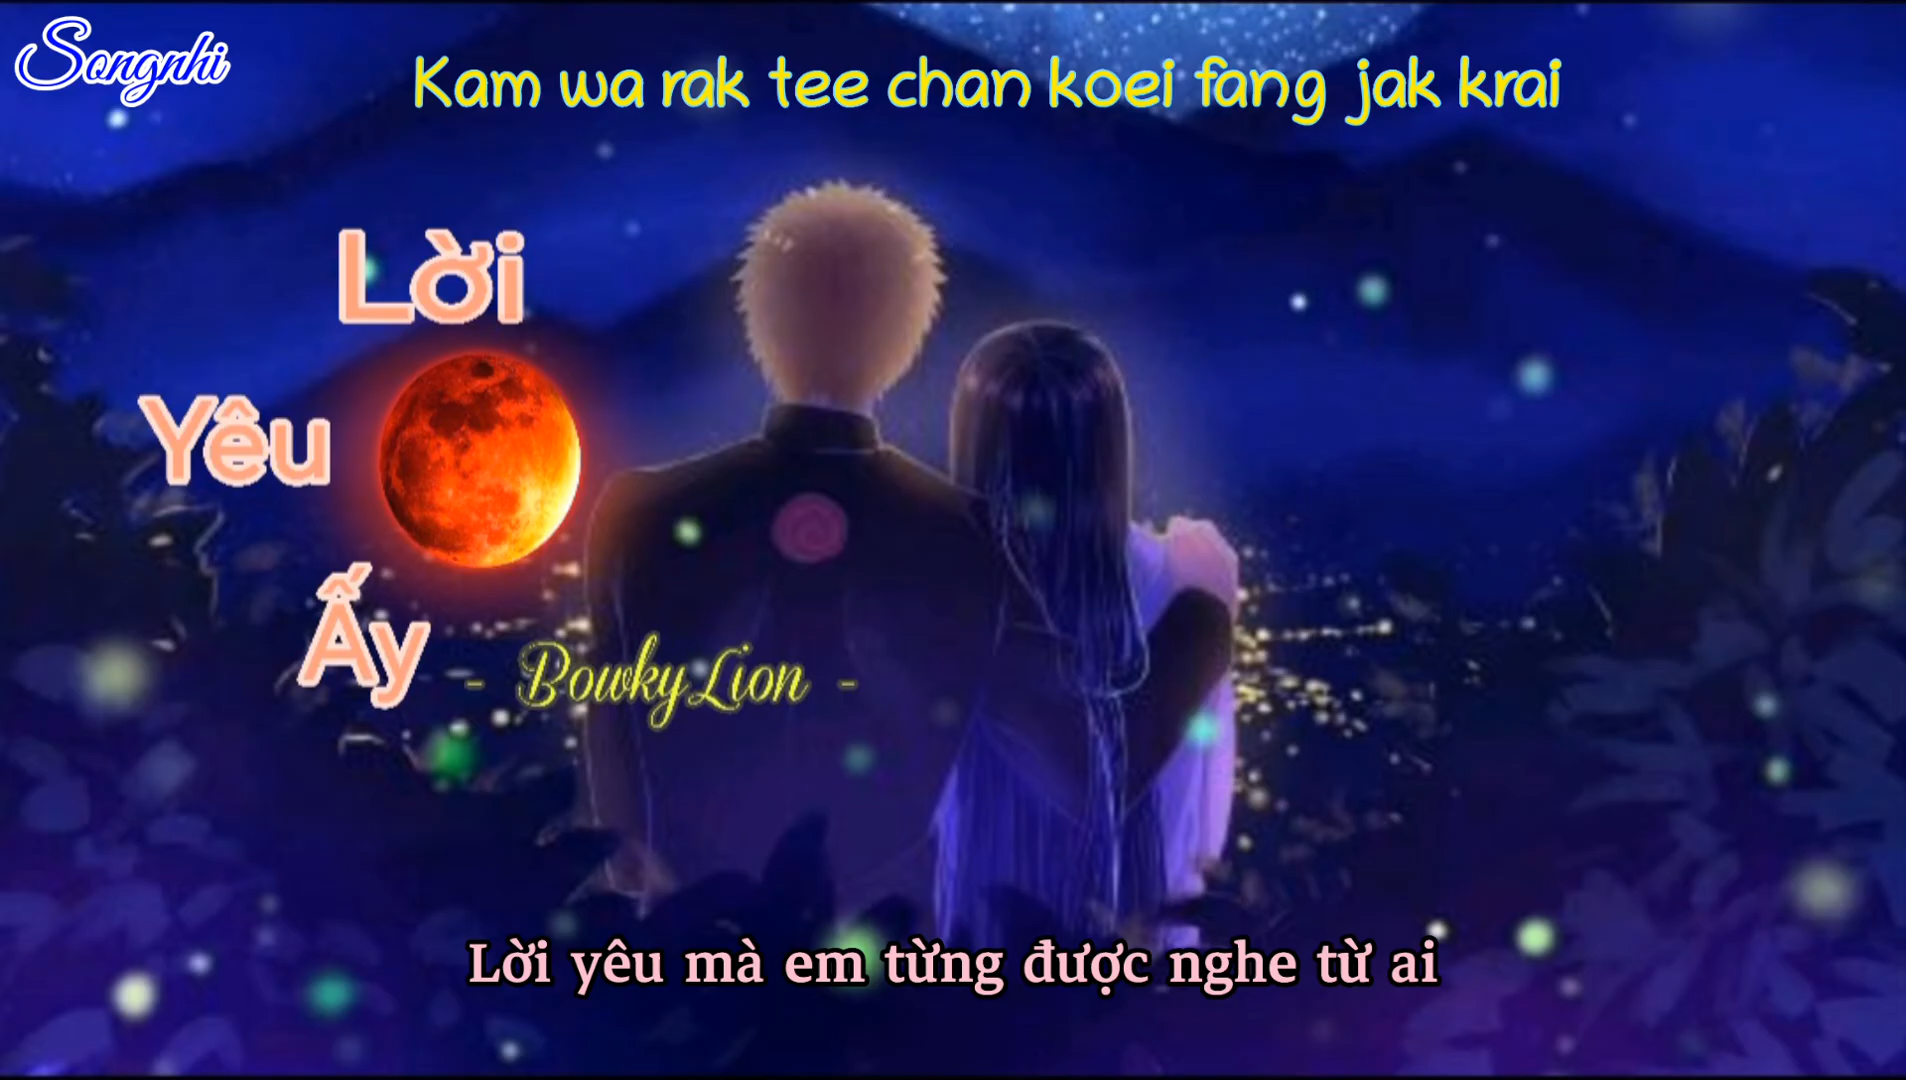 Songnhi
Kam wa rak tee chan koei fang jak krai
Lời
Yêu
Ấy
- BowkyLion -
Lời yêu mà em từng được nghe từ ai